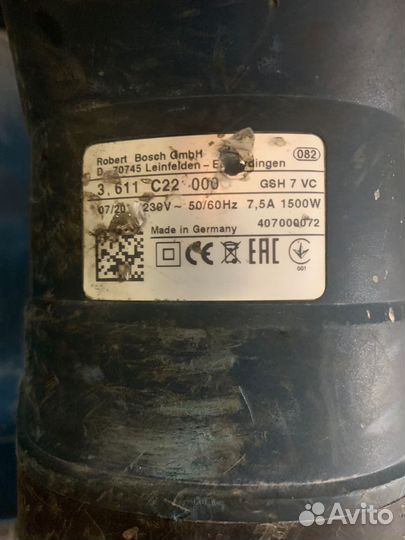 Robert Bosch GmbH
D-70745 Leinfelden-
082
3.611 C22 000
GSH 7 VC
07/20 230V~ 50/60Hz 7,5A 1500W
407000072
Made in Germany
CE
EAC
001
Avito